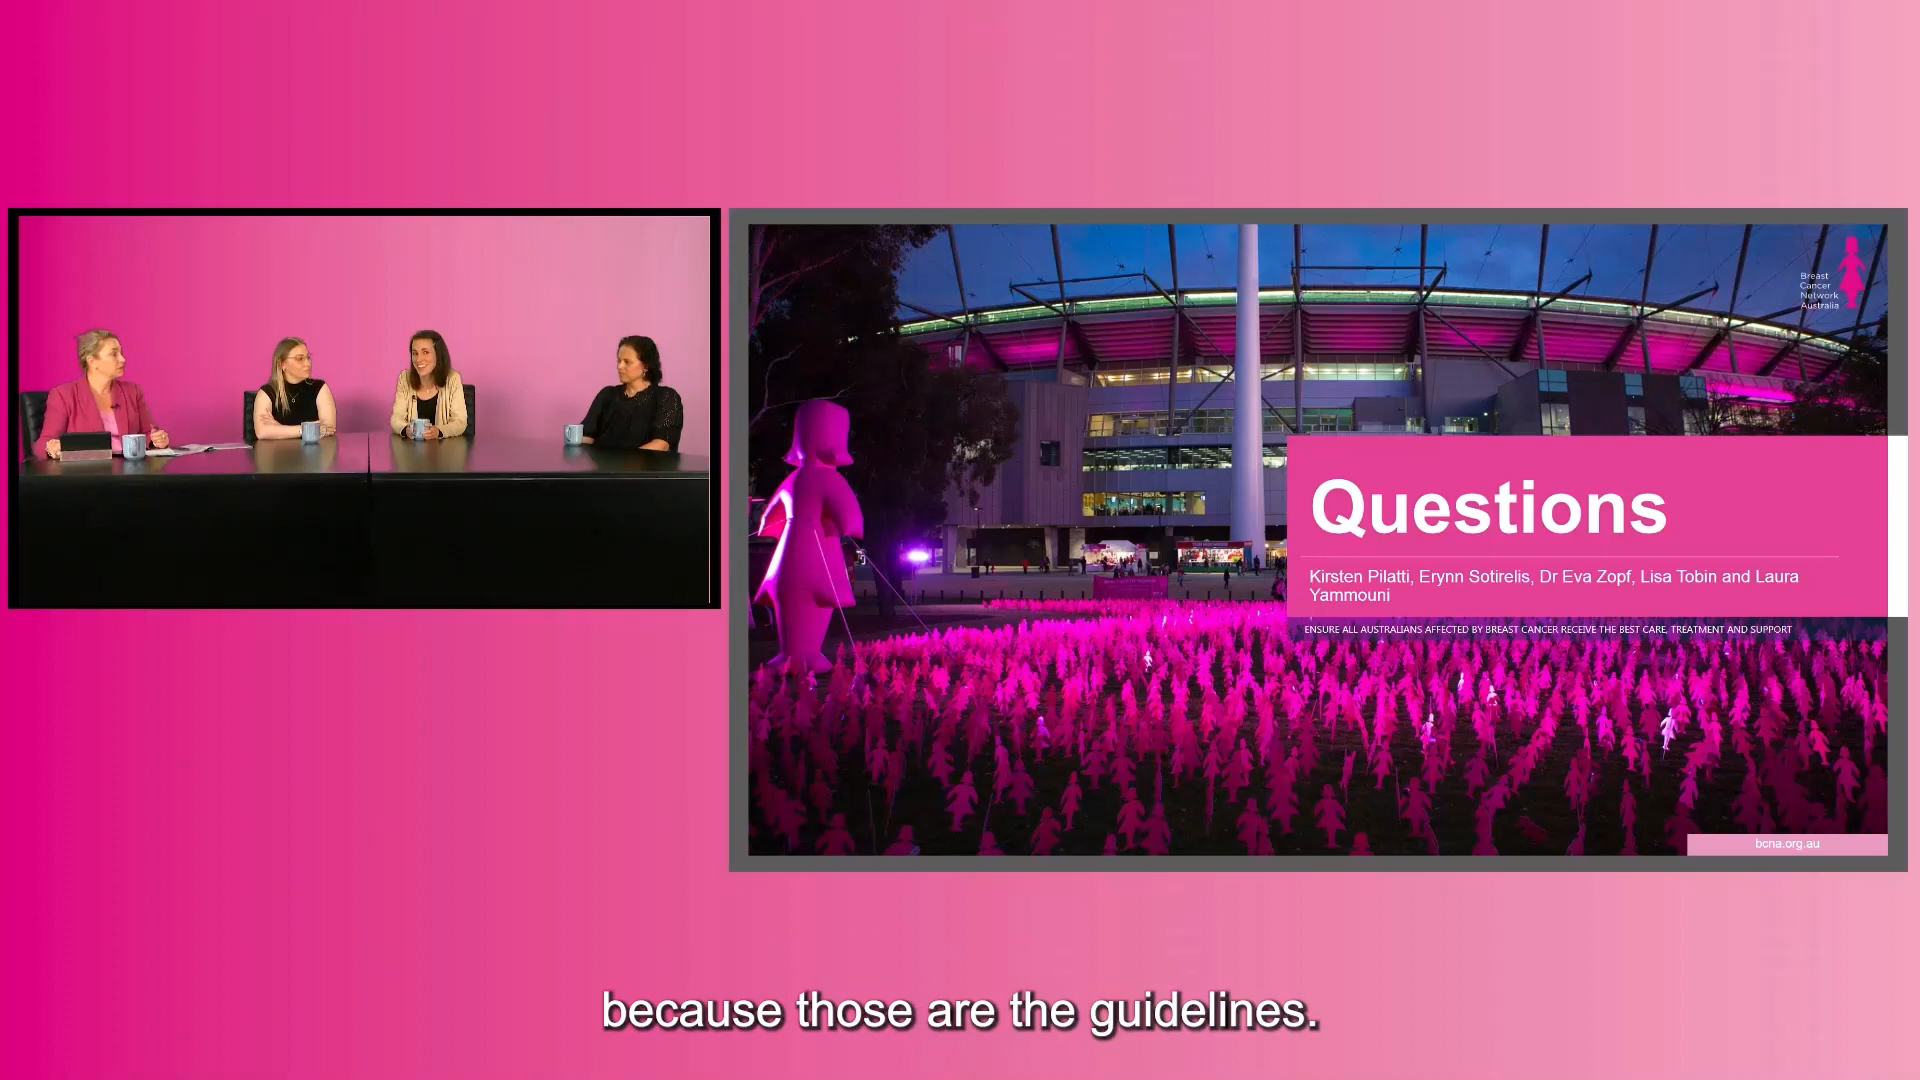 Breast
Cancer
Network
Australia
Questions
Kirsten Pilatti, Erynn Sotirelis, Dr Eva Zopf, Lisa Tobin and Laura
Yammouni
ENSURE ALL AUSTRALIANS AFFECTED BY BREAST CANCER RECEIVE THE BEST CARE, TREATMENT AND SUPPORT
bcna.org.au
because those are the guidelines.